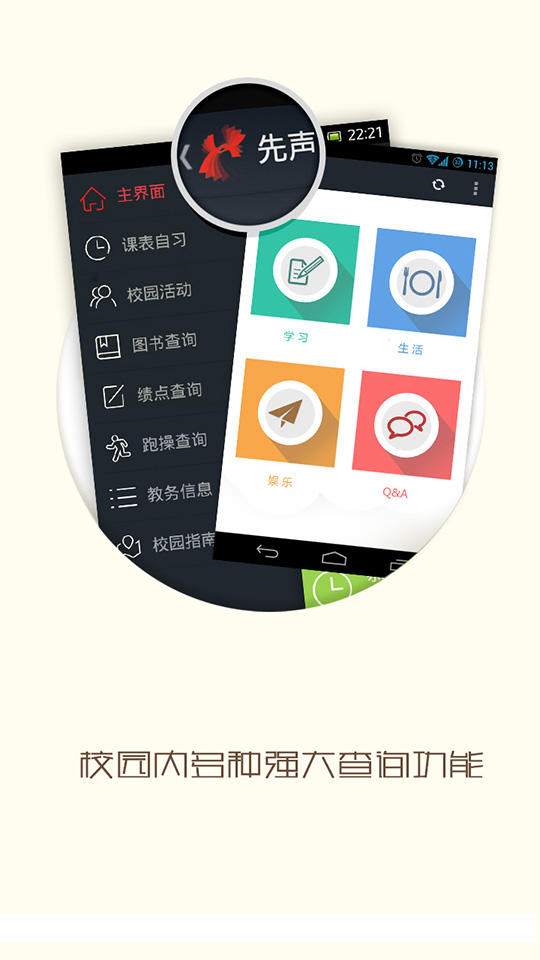 先声
22:21
11:13
主界面
课表自习
校园活动
图书查询
绩点查询
跑操查询
教务信息
校园指南
学习
生活
娱乐
Q&A
校园内多种强大查询功能